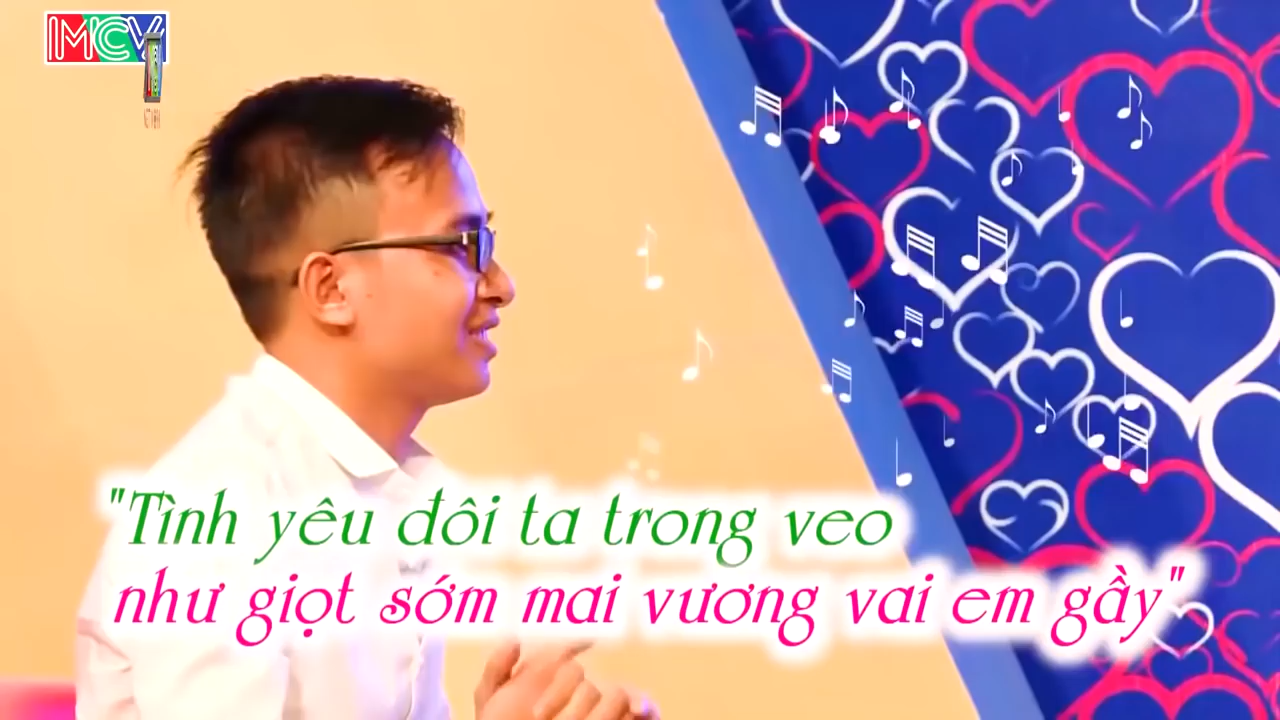 MCV
"Tình yêu đôi ta trong veo
như giọt sớm mai vương vai em gầy"